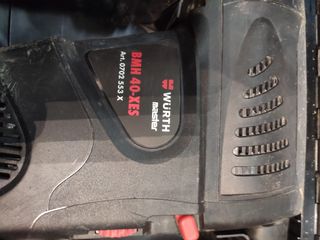 WÜRTH
master
BMH 40-XES
Art. 0702 553 X